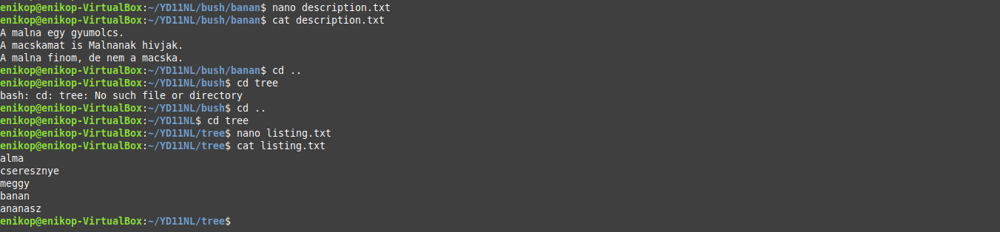 enikop@enikop-VirtualBox:~/YD11NL/bush/banan$ nano description.txt
enikop@enikop-VirtualBox:~/YD11NL/bush/banan$ cat description.txt
A malna egy gyumolcs.
A macskamat is Malnanak hivjak.
A malna finom, de nem a macska.
enikop@enikop-VirtualBox:~/YD11NL/bush/banan$ cd ..
enikop@enikop-VirtualBox:~/YD11NL/bush$ cd tree
bash: cd: tree: No such file or directory
enikop@enikop-VirtualBox:~/YD11NL/bush$ cd ..
enikop@enikop-VirtualBox:~/YD11NL$ cd tree
enikop@enikop-VirtualBox:~/YD11NL/tree$ nano listing.txt
enikop@enikop-VirtualBox:~/YD11NL/tree$ cat listing.txt
alma
cseresznye
meggy
banan
ananasz
enikop@enikop-VirtualBox:~/YD11NL/tree$